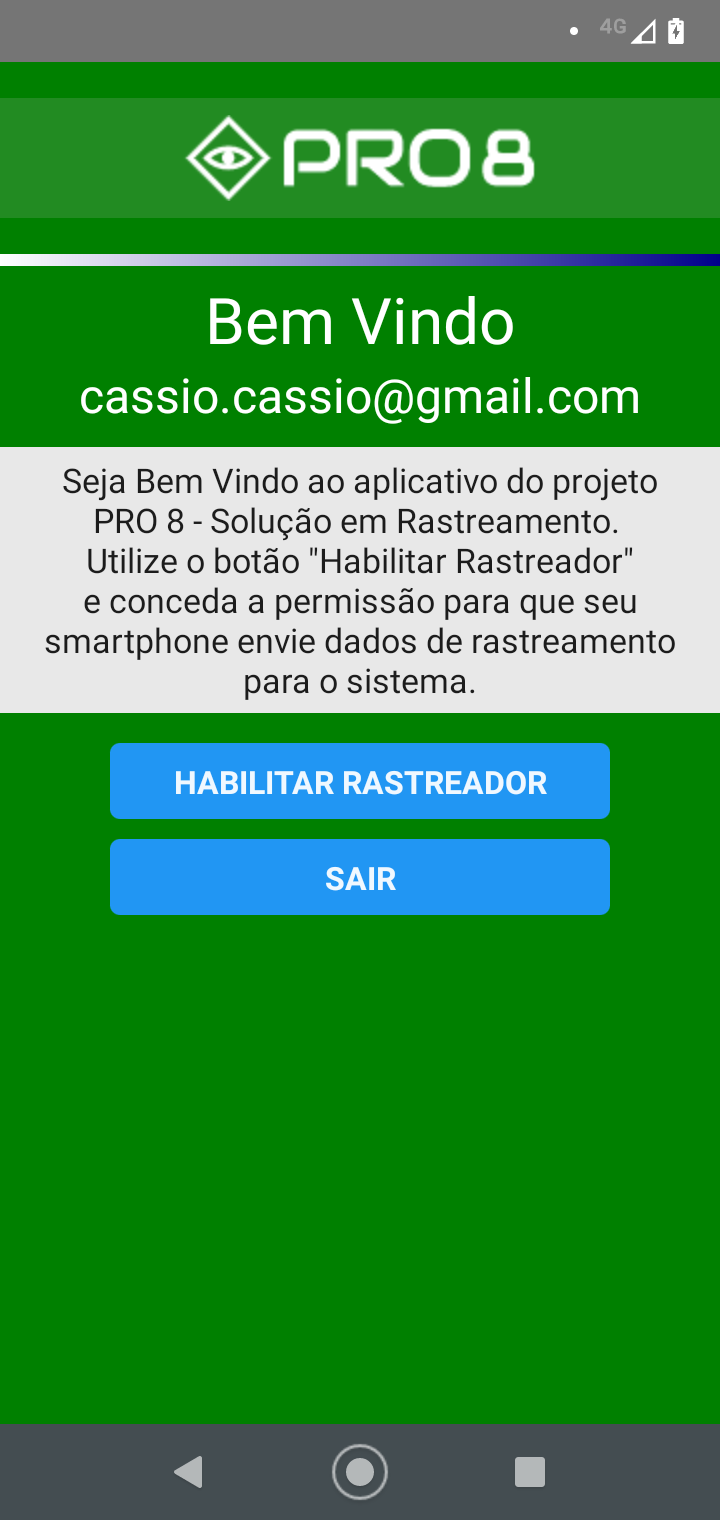 4G
PRO8
Bem Vindo
cassio.cassio@gmail.com
Seja Bem Vindo ao aplicativo do projeto
PRO 8 - Solução em Rastreamento.
Utilize o botão "Habilitar Rastreador"
e conceda a permissão para que seu
smartphone envie dados de rastreamento
para o sistema.
HABILITAR RASTREADOR
SAIR